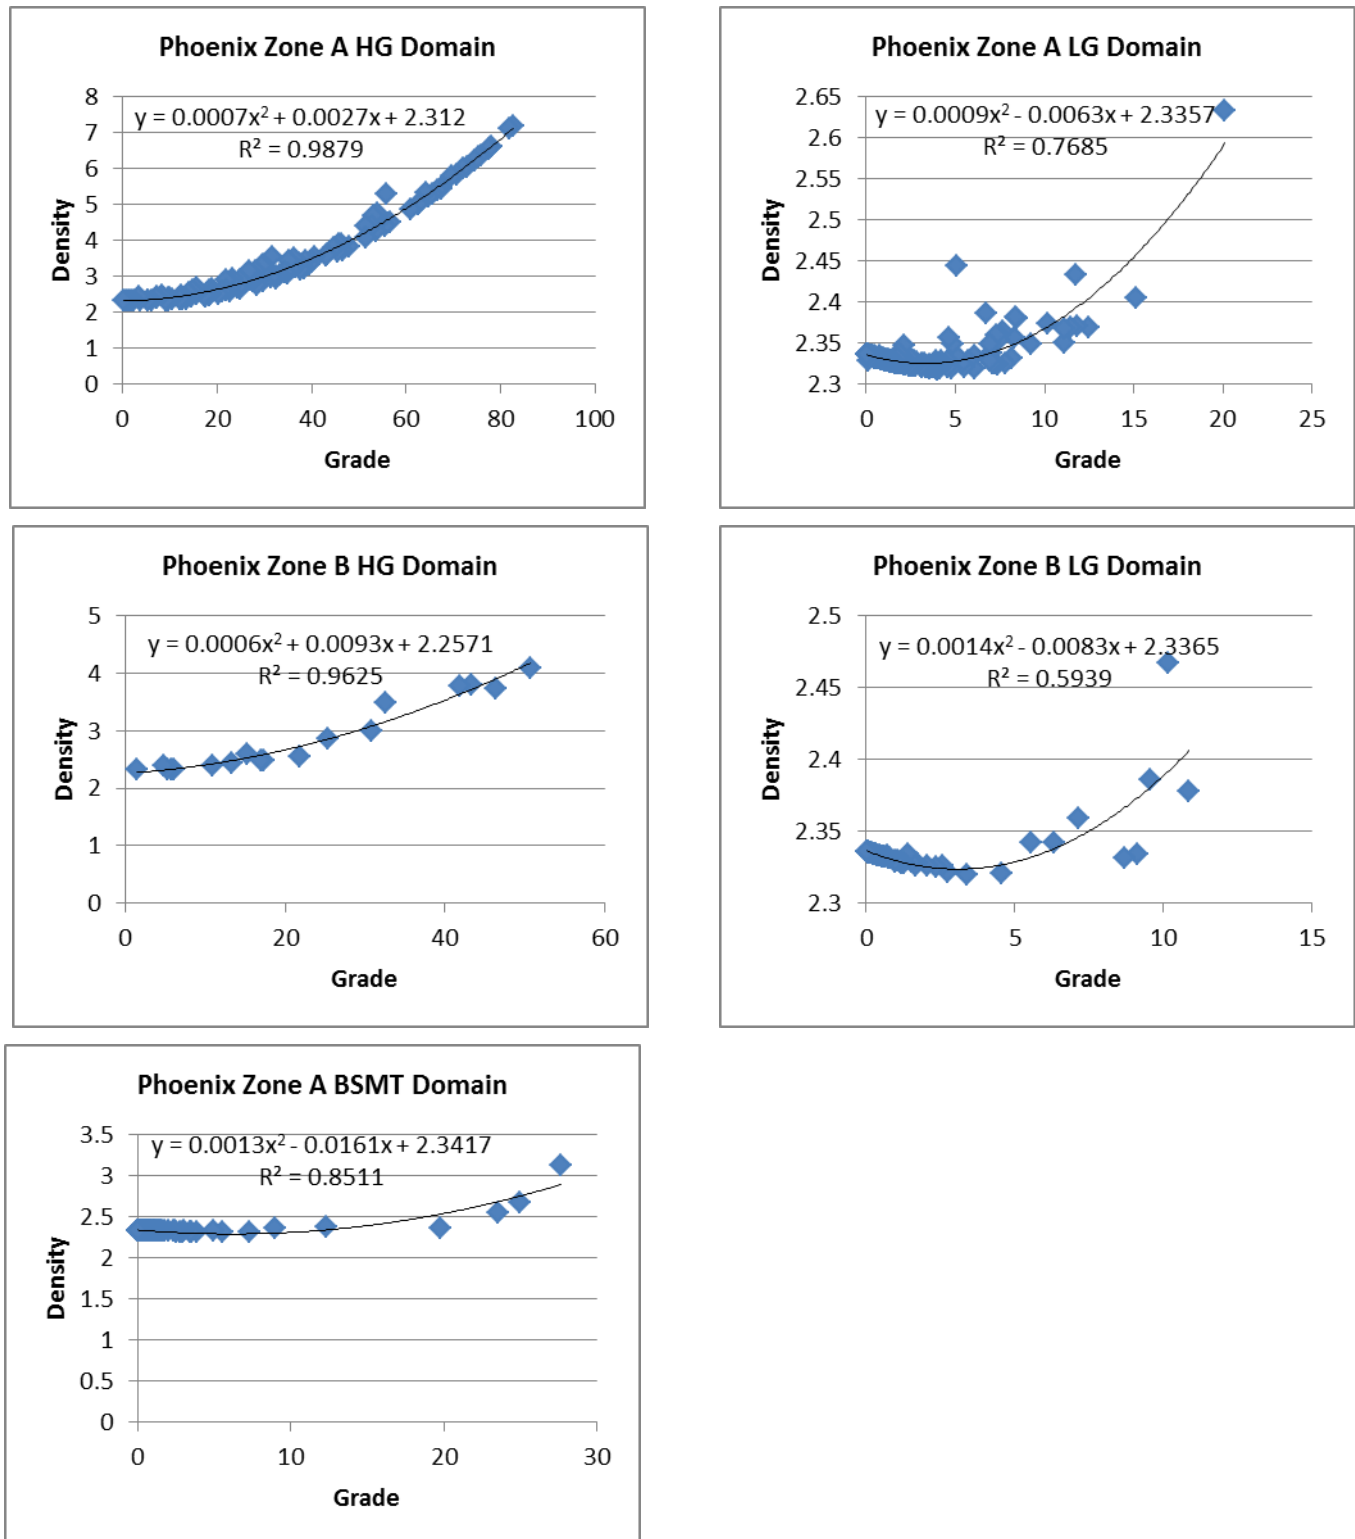 Phoenix Zone A HG Domain
y = 0.0007x² + 0.0027x + 2.312
R² = 0.9879
8
7
6
5
4
3
2
1
0
Density
0 20 40 60 80 100
Grade
Phoenix Zone A LG Domain
y = 0.0009x² - 0.0063x + 2.3357
R² = 0.7685
2.65
2.6
2.55
2.5
2.45
2.4
2.35
2.3
Density
0 5 10 15 20 25
Grade
Phoenix Zone B HG Domain
y = 0.0006x² + 0.0093x + 2.2571
R² = 0.9625
5
4
3
2
1
0
Density
0 20 40 60
Grade
Phoenix Zone B LG Domain
y = 0.0014x² - 0.0083x + 2.3365
R² = 0.5939
2.5
2.45
2.4
2.35
2.3
Density
0 5 10 15
Grade
Phoenix Zone A BSMT Domain
y = 0.0013x² - 0.0161x + 2.3417
R² = 0.8511
3.5
3
2.5
2
1.5
1
0.5
0
Density
0 10 20 30
Grade